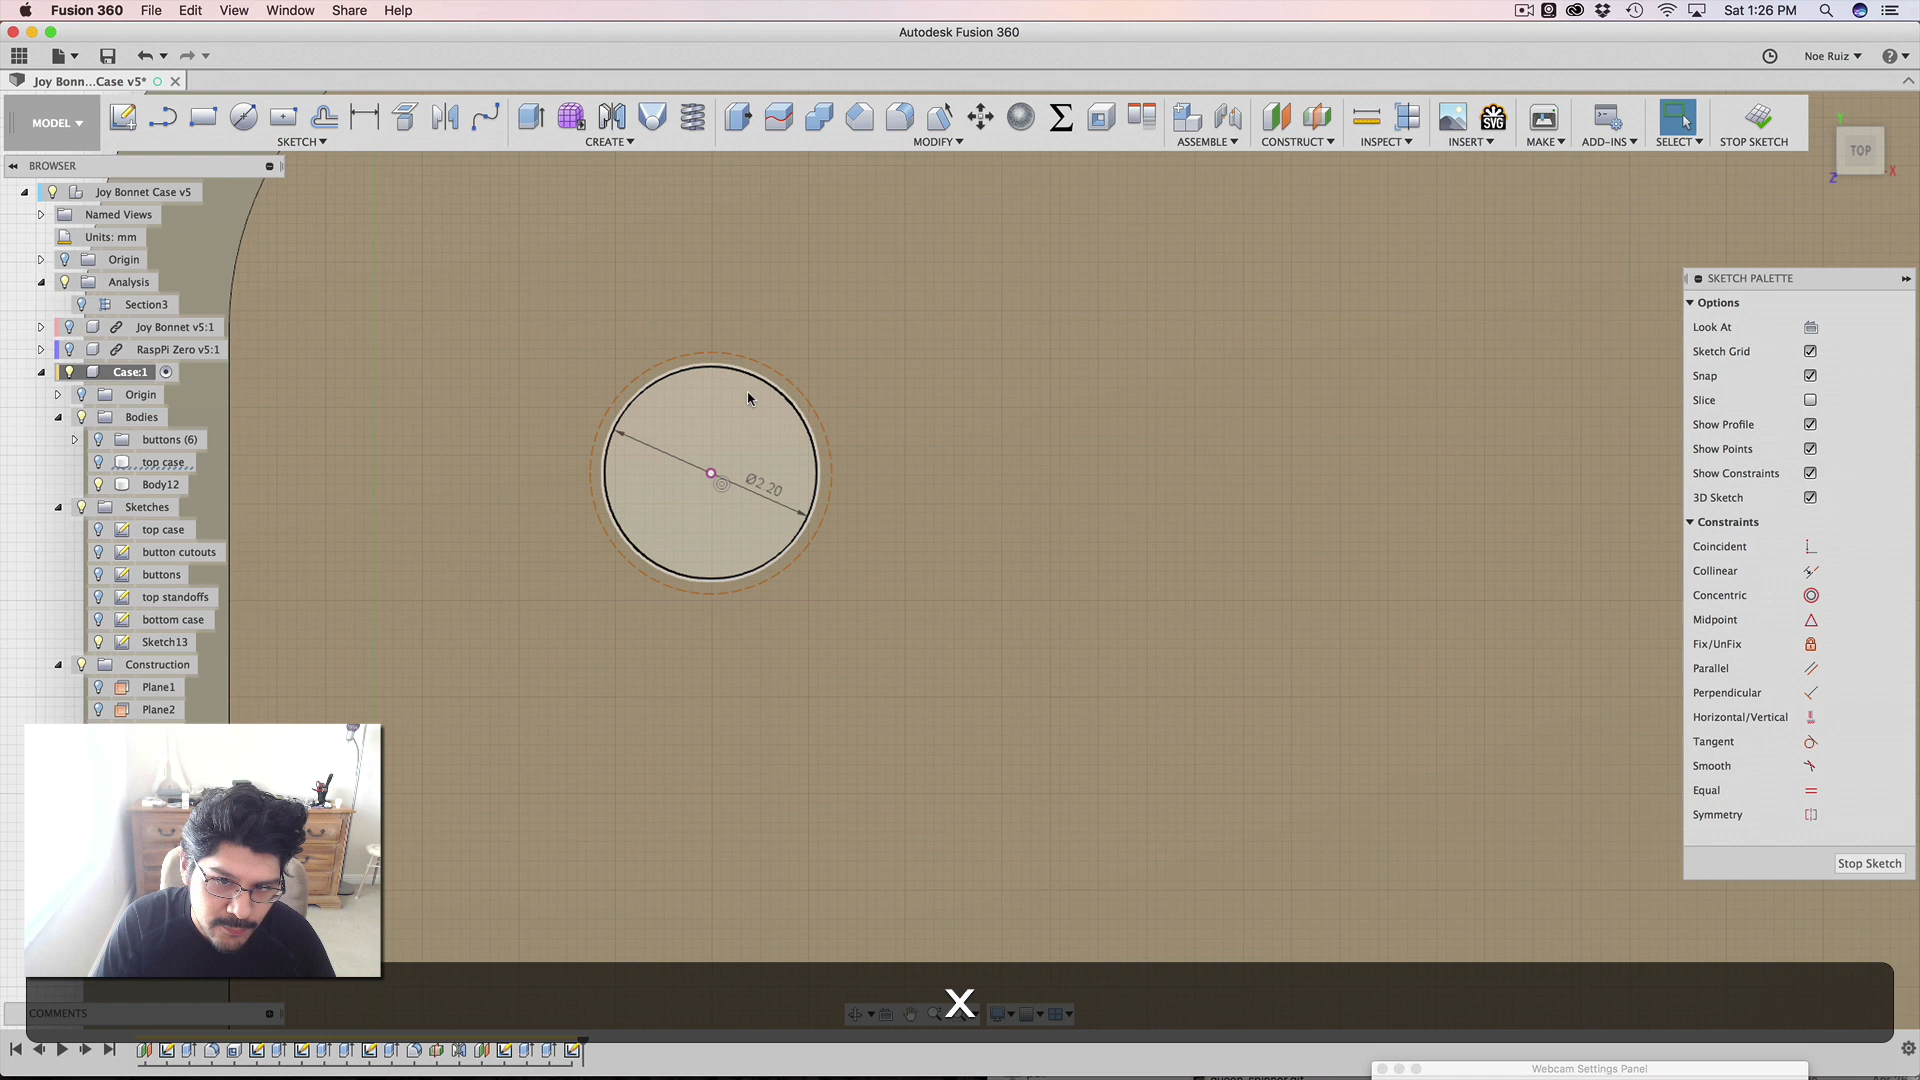 Fusion 360 File Edit View Window Share Help Sat 1:26 PM
Autodesk Fusion 360
Noe Ruiz
Joy Bonn...Case v5*
MODEL SKETCH CREATE MODIFY ASSEMBLE CONSTRUCT INSPECT INSERT SVG MAKE ADD-INS SELECT STOP SKETCH
TOP
X
Y
Z
BROWSER
Joy Bonnet Case v5
Named Views
Units: mm
Origin
Analysis
Section3
Joy Bonnet v5:1
RaspPi Zero v5:1
Case:1
Origin
Bodies
buttons (6)
top case
Body12
Sketches
top case
button cutouts
buttons
top standoffs
bottom case
Sketch13
Construction
Plane1
Plane2
Ø2.20
SKETCH PALETTE
Options
Look At
Sketch Grid
Snap
Slice
Show Profile
Show Points
Show Constraints
3D Sketch
Constraints
Coincident
Collinear
Concentric
Midpoint
Fix/UnFix
Parallel
Perpendicular
Horizontal/Vertical
Tangent
Smooth
Equal
Symmetry
Stop Sketch
X
COMMENTS
Webcam Settings Panel